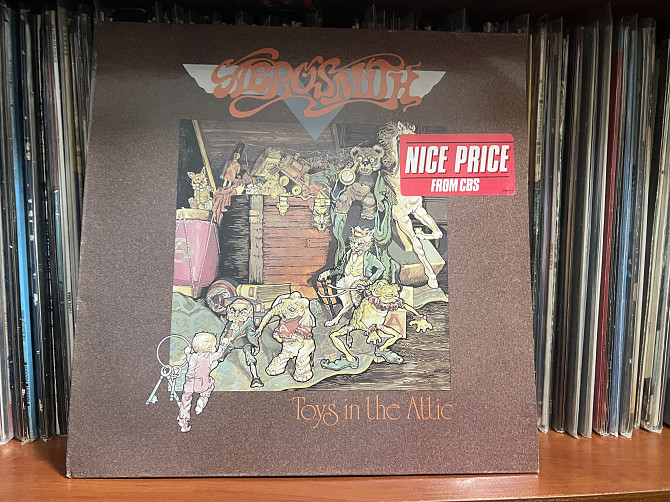 AEROSMITH
NICE PRICE
FROM CBS
Toys in the Attic